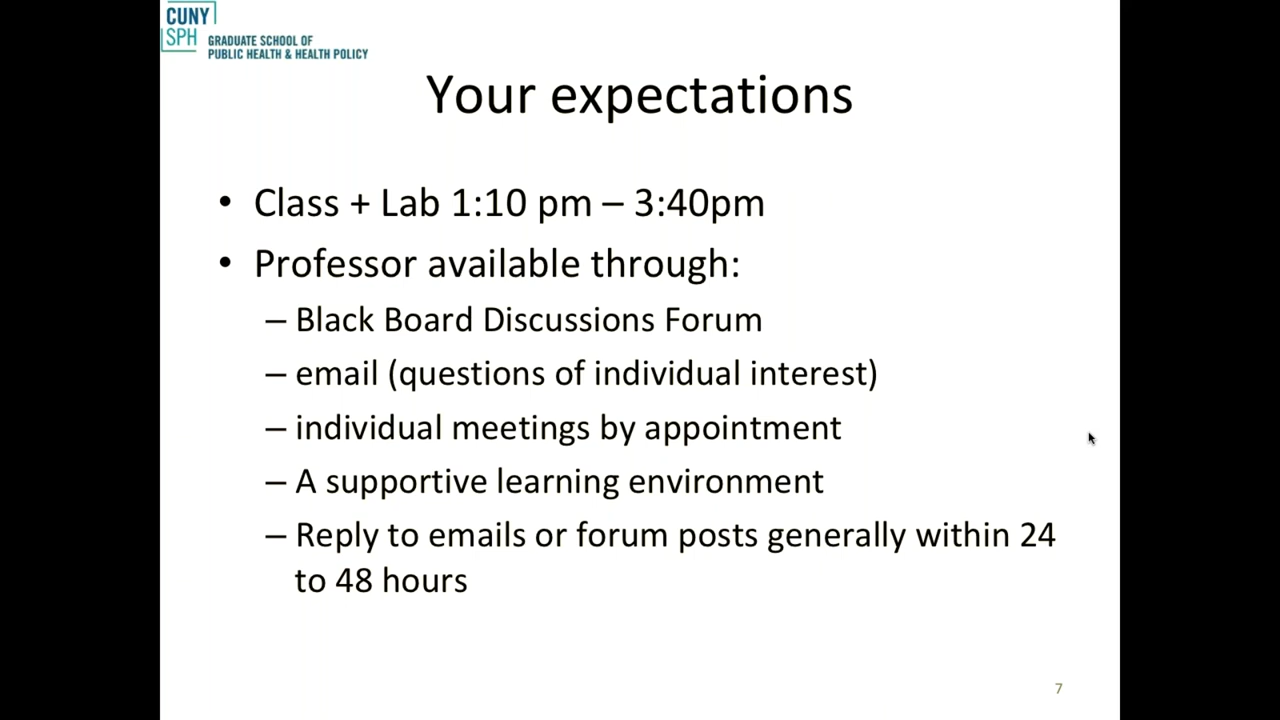 CUNY
SPH
GRADUATE SCHOOL OF
PUBLIC HEALTH & HEALTH POLICY
Your expectations
• Class + Lab 1:10 pm – 3:40pm
• Professor available through:
– Black Board Discussions Forum
– email (questions of individual interest)
– individual meetings by appointment
– A supportive learning environment
– Reply to emails or forum posts generally within 24
to 48 hours
7